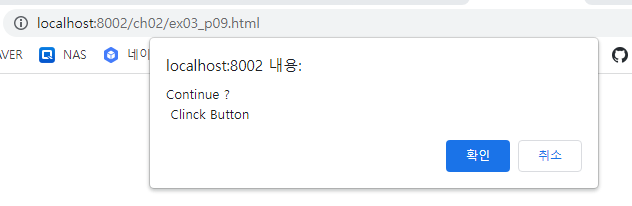 localhost:8002/ch02/ex03_p09.html
AVER NAS 네이
localhost:8002 내용:
Continue ?
Clinck Button
확인 취소